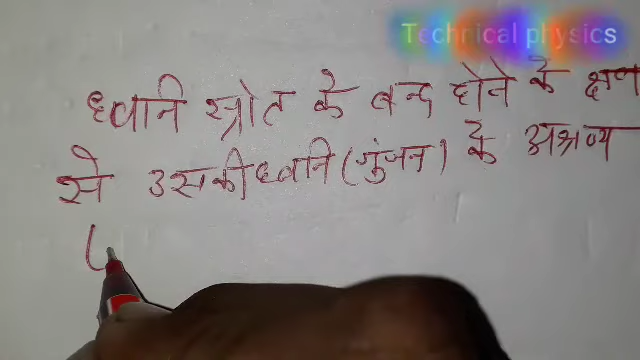 Technical physics
ध्वनि स्त्रोत के बन्द होने के क्षण
से उसकी ध्वनि (गुंजन) के अश्रव्य
(